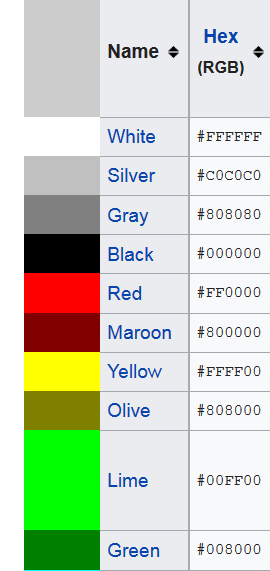 Name Hex
(RGB)
White #FFFFFF
Silver #C0C0C0
Gray #808080
Black #000000
Red #FF0000
Maroon #800000
Yellow #FFFF00
Olive #808000
Lime #00FF00
Green #008000